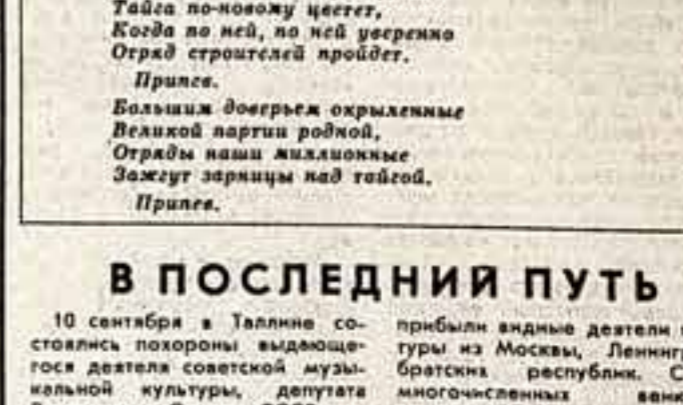 Тайга по-новому цветет,
Когда по ней, по ней уверенно
Отряд строителей пройдет.
Припев.
Большим доверьем окрыленные
Великой партии родной,
Отряды наши миллионные
Зажгут зарницы над тайгой.
Припев.
В ПОСЛЕДНИЙ ПУТЬ
10 сентября в Таллине со-
стоялись похороны выдающе-
гося деятеля советской музы-
кальной культуры, депутата
прибыли видные деятели
туры из Москвы, Ленингр
братских республик. С
многочисленных венк